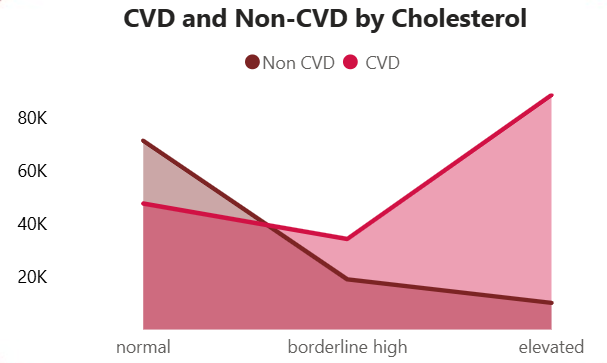 CVD and Non-CVD by Cholesterol
Non CVD CVD
80K
60K
40K
20K
normal borderline high elevated